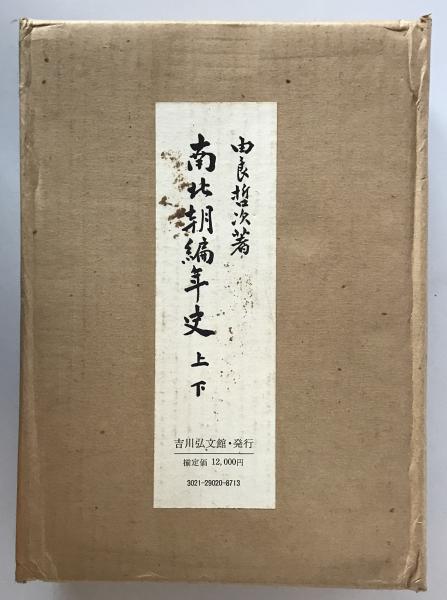 由良哲次著
南北朝編年史 上下
吉川弘文館・発行
揃定価 12,000円
3021-29020-8713